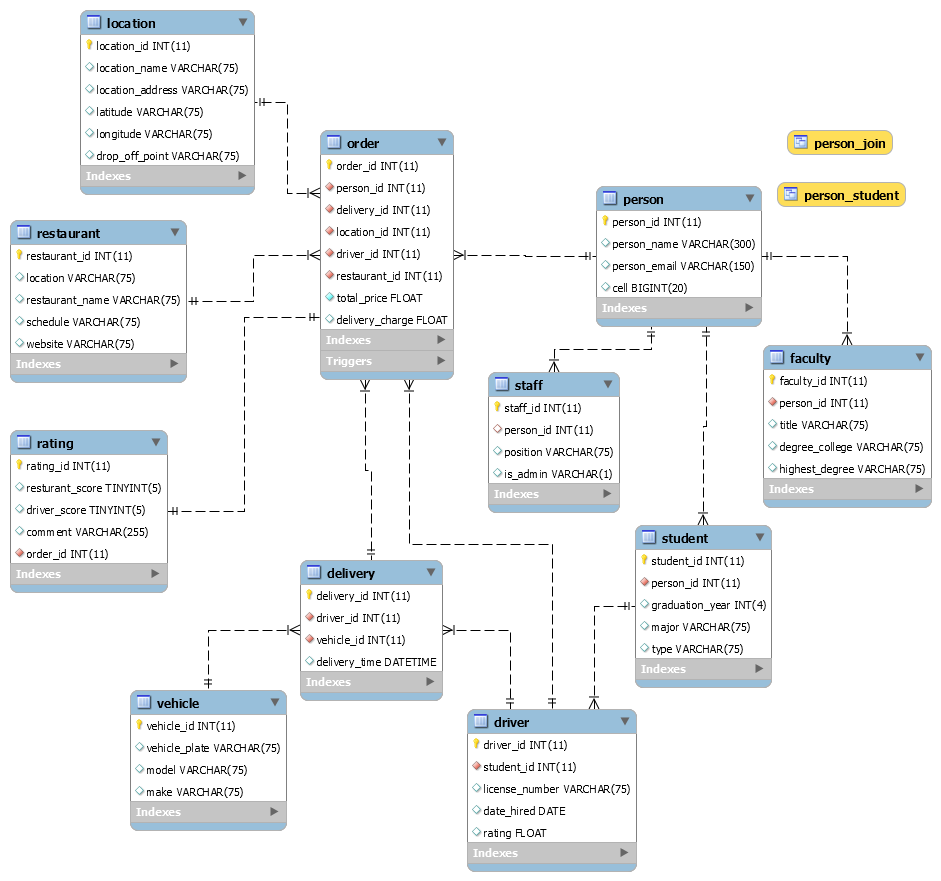 location
location_id INT(11)
location_name VARCHAR(75)
location_address VARCHAR(75)
latitude VARCHAR(75)
longitude VARCHAR(75)
drop_off_point VARCHAR(75)
Indexes
order
order_id INT(11)
person_id INT(11)
delivery_id INT(11)
location_id INT(11)
driver_id INT(11)
restaurant_id INT(11)
total_price FLOAT
delivery_charge FLOAT
Indexes
Triggers
person_join
person_student
person
person_id INT(11)
person_name VARCHAR(300)
person_email VARCHAR(150)
cell BIGINT(20)
Indexes
restaurant
restaurant_id INT(11)
location VARCHAR(75)
restaurant_name VARCHAR(75)
schedule VARCHAR(75)
website VARCHAR(75)
Indexes
faculty
faculty_id INT(11)
person_id INT(11)
title VARCHAR(75)
degree_college VARCHAR(75)
highest_degree VARCHAR(75)
Indexes
staff
staff_id INT(11)
person_id INT(11)
position VARCHAR(75)
is_admin VARCHAR(1)
Indexes
rating
rating_id INT(11)
resturant_score TINYINT(5)
driver_score TINYINT(5)
comment VARCHAR(255)
order_id INT(11)
Indexes
student
student_id INT(11)
person_id INT(11)
graduation_year INT(4)
major VARCHAR(75)
type VARCHAR(75)
Indexes
delivery
delivery_id INT(11)
driver_id INT(11)
vehicle_id INT(11)
delivery_time DATETIME
Indexes
vehicle
vehicle_id INT(11)
vehicle_plate VARCHAR(75)
model VARCHAR(75)
make VARCHAR(75)
Indexes
driver
driver_id INT(11)
student_id INT(11)
license_number VARCHAR(75)
date_hired DATE
rating FLOAT
Indexes